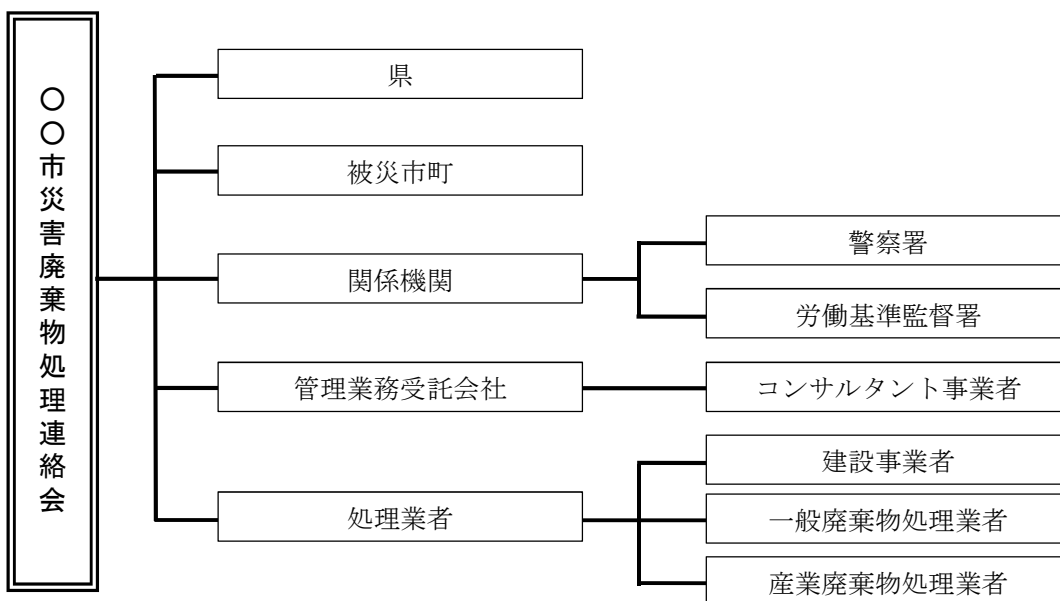 〇〇市災害廃棄物処理連絡会
県
被災市町
関係機関
警察署
労働基準監督署
管理業務受託会社
コンサルタント事業者
処理業者
建設事業者
一般廃棄物処理業者
産業廃棄物処理業者